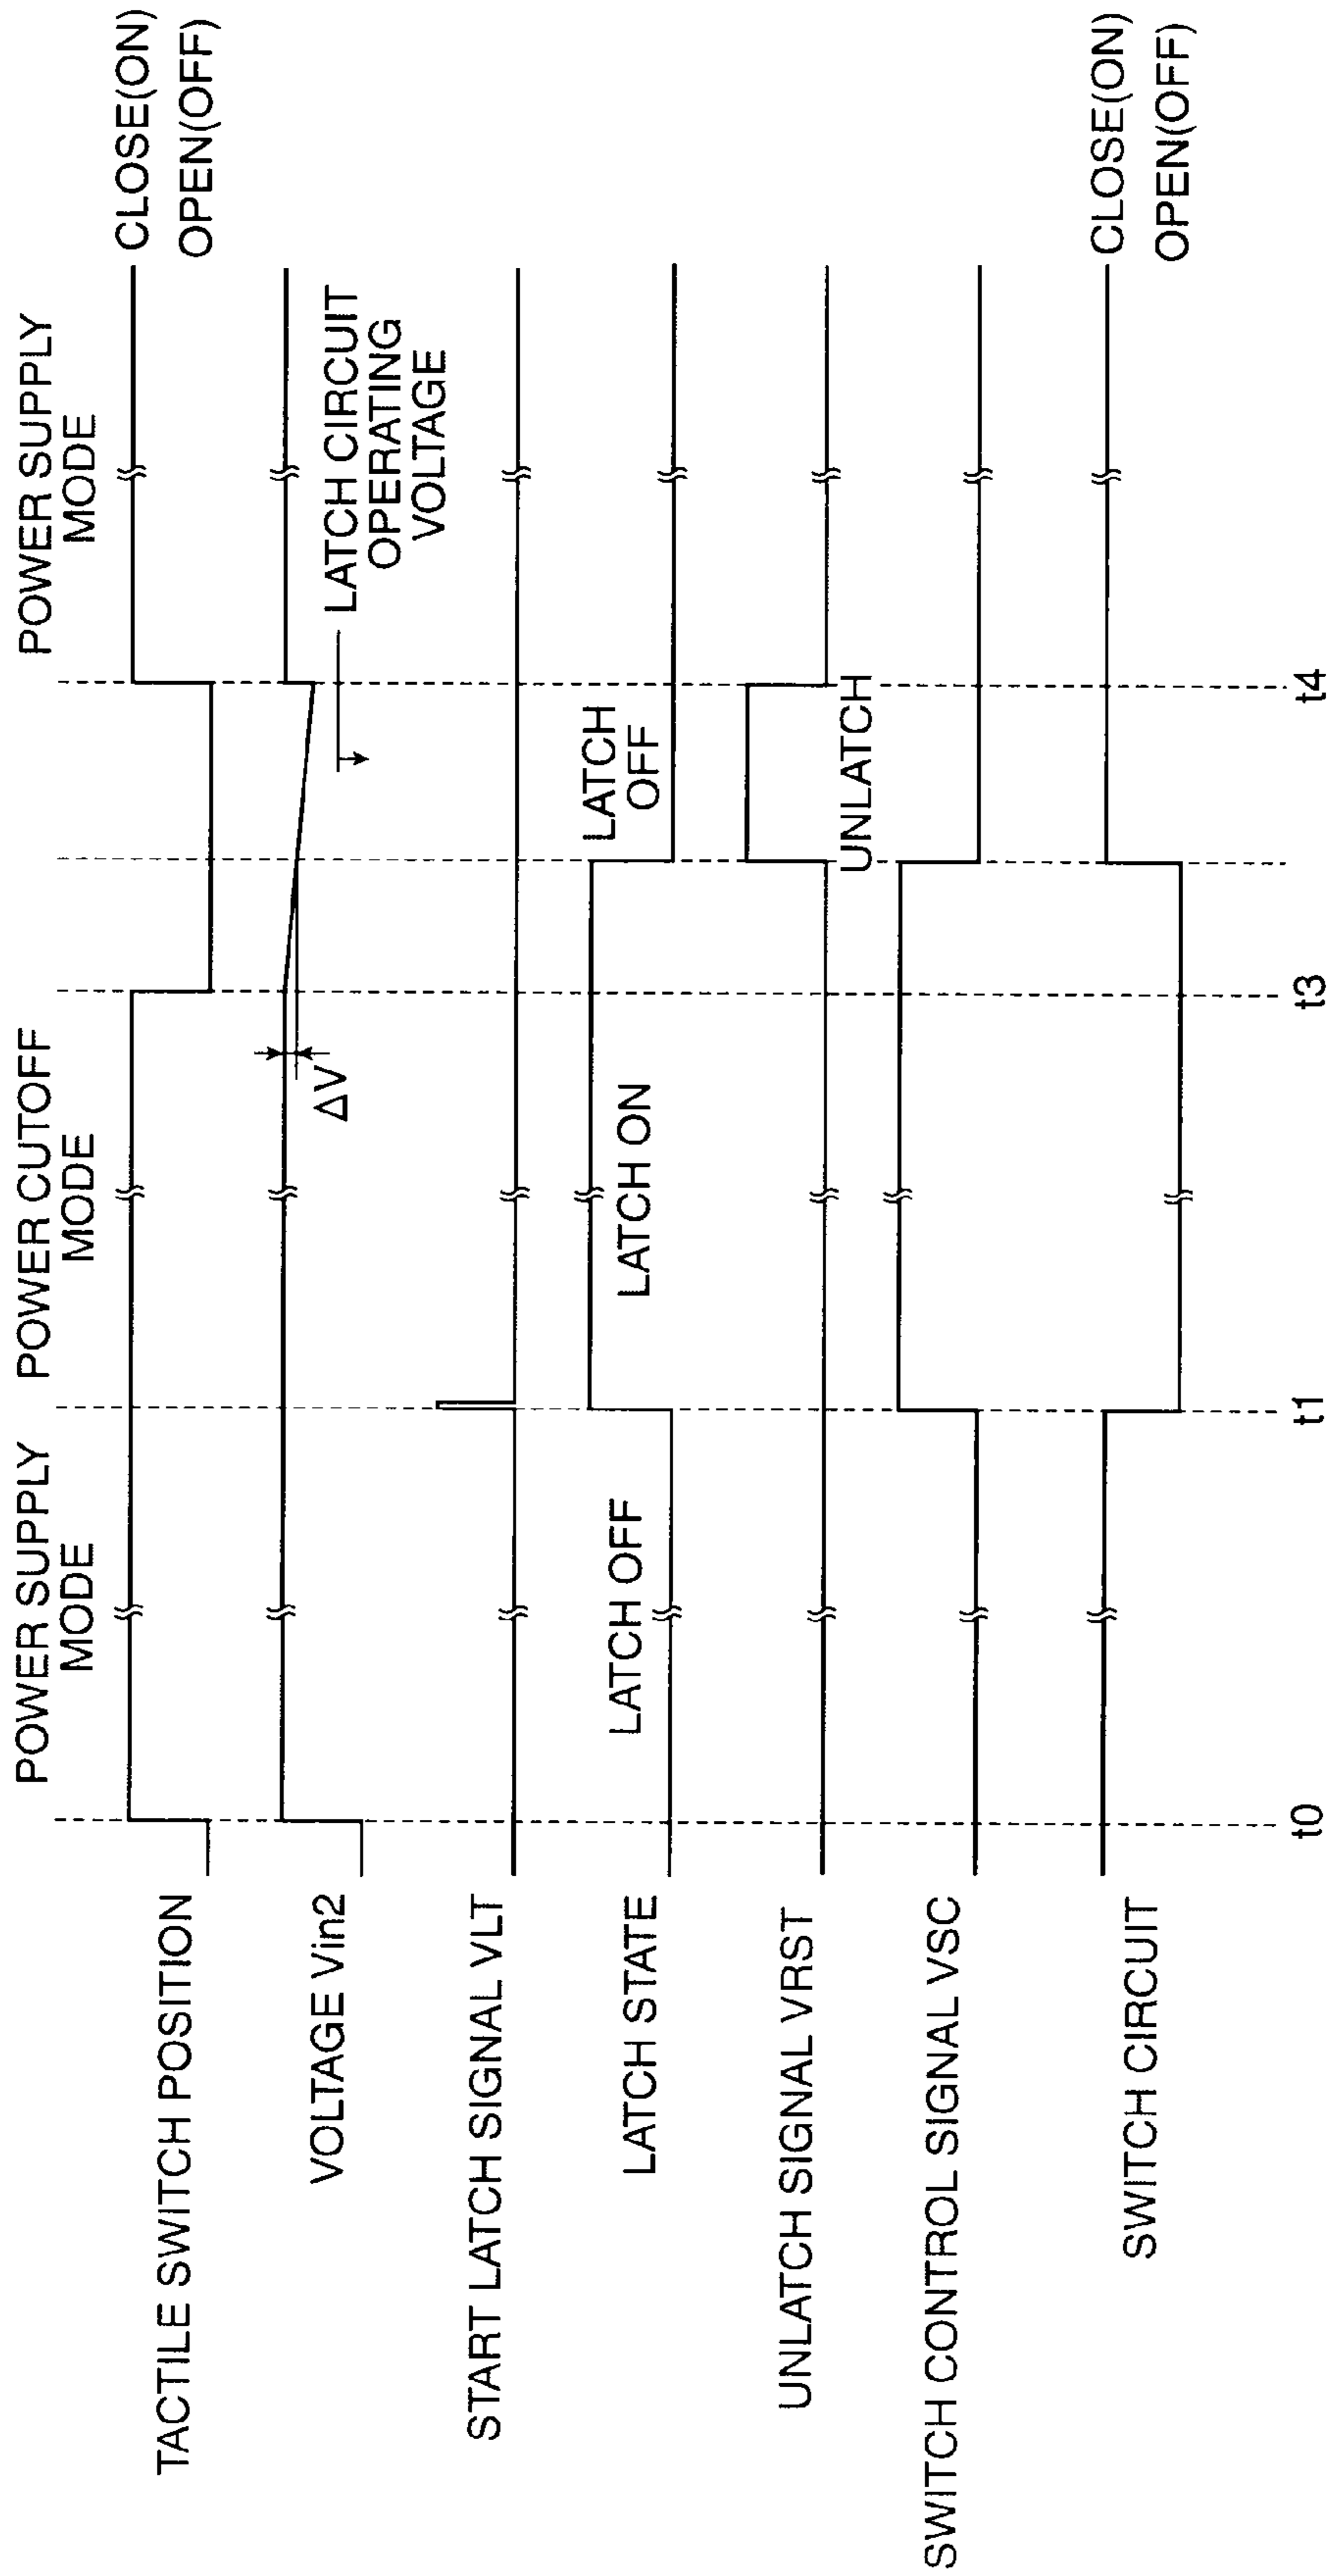 POWER SUPPLY
MODE
POWER CUTOFF
MODE
POWER SUPPLY
MODE
TACTILE SWITCH POSITION
CLOSE(ON)
OPEN(OFF)
VOLTAGE Vin2
ΔV
LATCH CIRCUIT
OPERATING
VOLTAGE
START LATCH SIGNAL VLT
LATCH STATE
LATCH OFF
LATCH ON
LATCH
OFF
UNLATCH SIGNAL VRST
UNLATCH
SWITCH CONTROL SIGNAL VSC
SWITCH CIRCUIT
CLOSE(ON)
OPEN(OFF)
t0
t1
t3
t4